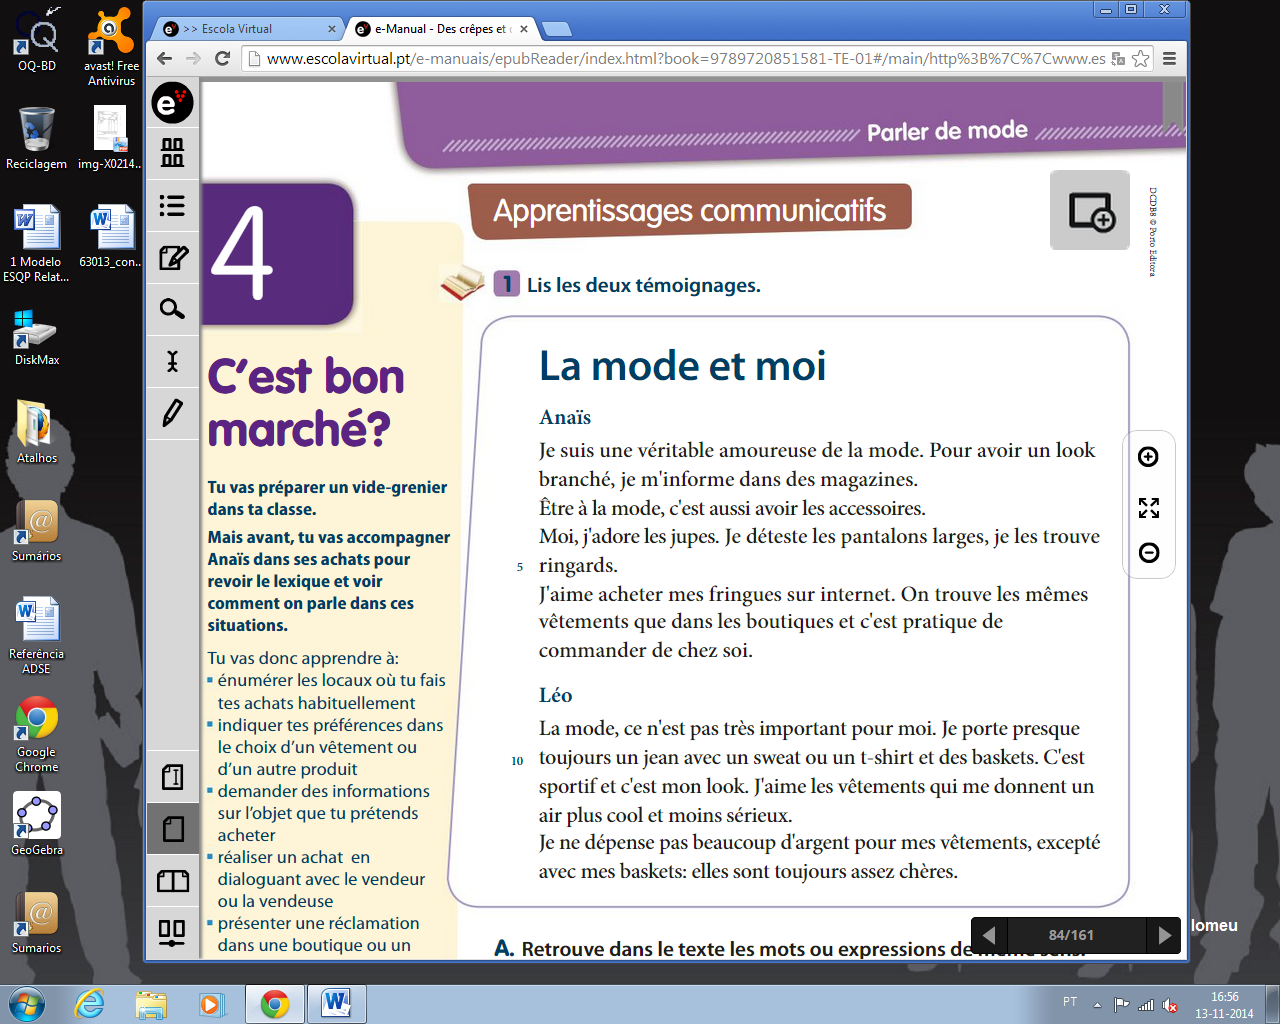 OQ-BD
avast! Free
Antivirus
Reciclagem
img-X0214...
1 Modelo
ESQP Relat...
63013_con...
DiskMax
Atalhos
Sumários
Referência
ADSE
Google
Chrome
GeoGebra
Sumarios
>> Escola Virtual
e-Manual - Des crêpes et
www.escolavirtual.pt/e-manuais/epubReader/index.html?book=9789720851581-TE-01#/main/http%3B%7C%7Cwww.es
Parler de mode
4
Apprentissages communicatifs
DCDB8 © Porto Editora
1 Lis les deux témoignages.
C'est bon
marché?
Tu vas préparer un vide-grenier
dans ta classe.
Mais avant, tu vas accompagner
Anaïs dans ses achats pour
revoir le lexique et voir
comment on parle dans ces
situations.
Tu vas donc apprendre à:
énumérer les locaux où tu fais
tes achats habituellement
indiquer tes préférences dans
le choix d'un vêtement ou
d'un autre produit
demander des informations
sur l'objet que tu prétends
acheter
réaliser un achat en
dialoguant avec le vendeur
ou la vendeuse
présenter une réclamation
dans une boutique ou un
La mode et moi
Anaïs
Je suis une véritable amoureuse de la mode. Pour avoir un look
branché, je m'informe dans des magazines.
Être à la mode, c'est aussi avoir les accessoires.
Moi, j'adore les jupes. Je déteste les pantalons larges, je les trouve
5 ringards.
J'aime acheter mes fringues sur internet. On trouve les mêmes
vêtements que dans les boutiques et c'est pratique de
commander de chez soi.
Léo
La mode, ce n'est pas très important pour moi. Je porte presque
10 toujours un jean avec un sweat ou un t-shirt et des baskets. C'est
sportif et c'est mon look. J'aime les vêtements qui me donnent un
air plus cool et moins sérieux.
Je ne dépense pas beaucoup d'argent pour mes vêtements, excepté
avec mes baskets: elles sont toujours assez chères.
A. Retrouve dans le texte les mots ou expressions de même sens.
84/161
lomeu
PT
16:56
13-11-2014